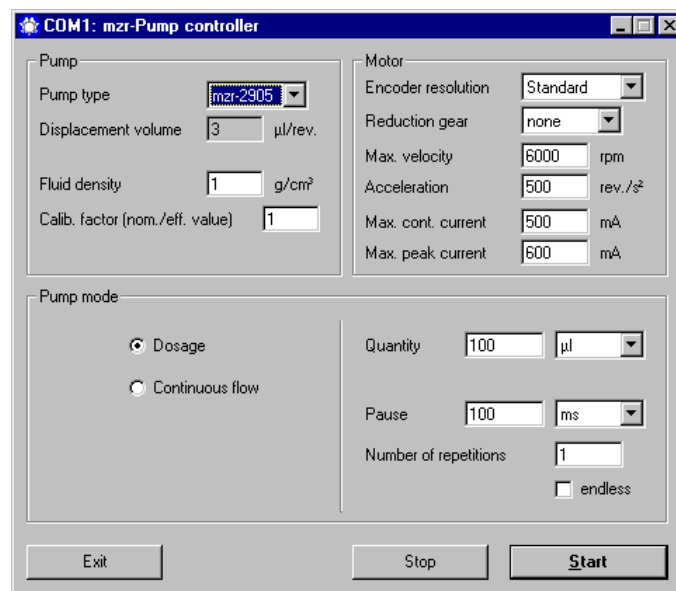 COM1: mzr-Pump controller
Pump
Pump type mzr-2905
Displacement volume 3 µl/rev.
Fluid density 1 g/cm³
Calib. factor (nom./eff. value) 1
Motor
Encoder resolution Standard
Reduction gear none
Max. velocity 6000 rpm
Acceleration 500 rev./s²
Max. cont. current 500 mA
Max. peak current 600 mA
Pump mode
Dosage
Continuous flow
Quantity 100 µl
Pause 100 ms
Number of repetitions 1
endless
Exit Stop Start